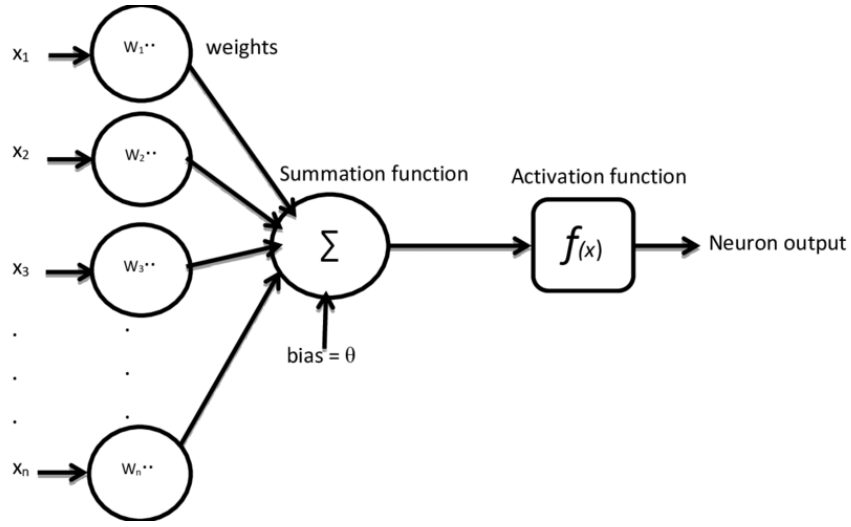 x₁
W₁··
weights
x₂
W₂··
Summation function
Activation function
x₃
W₃··
Σ
f(x)
Neuron output
bias = θ
xₙ
Wₙ··